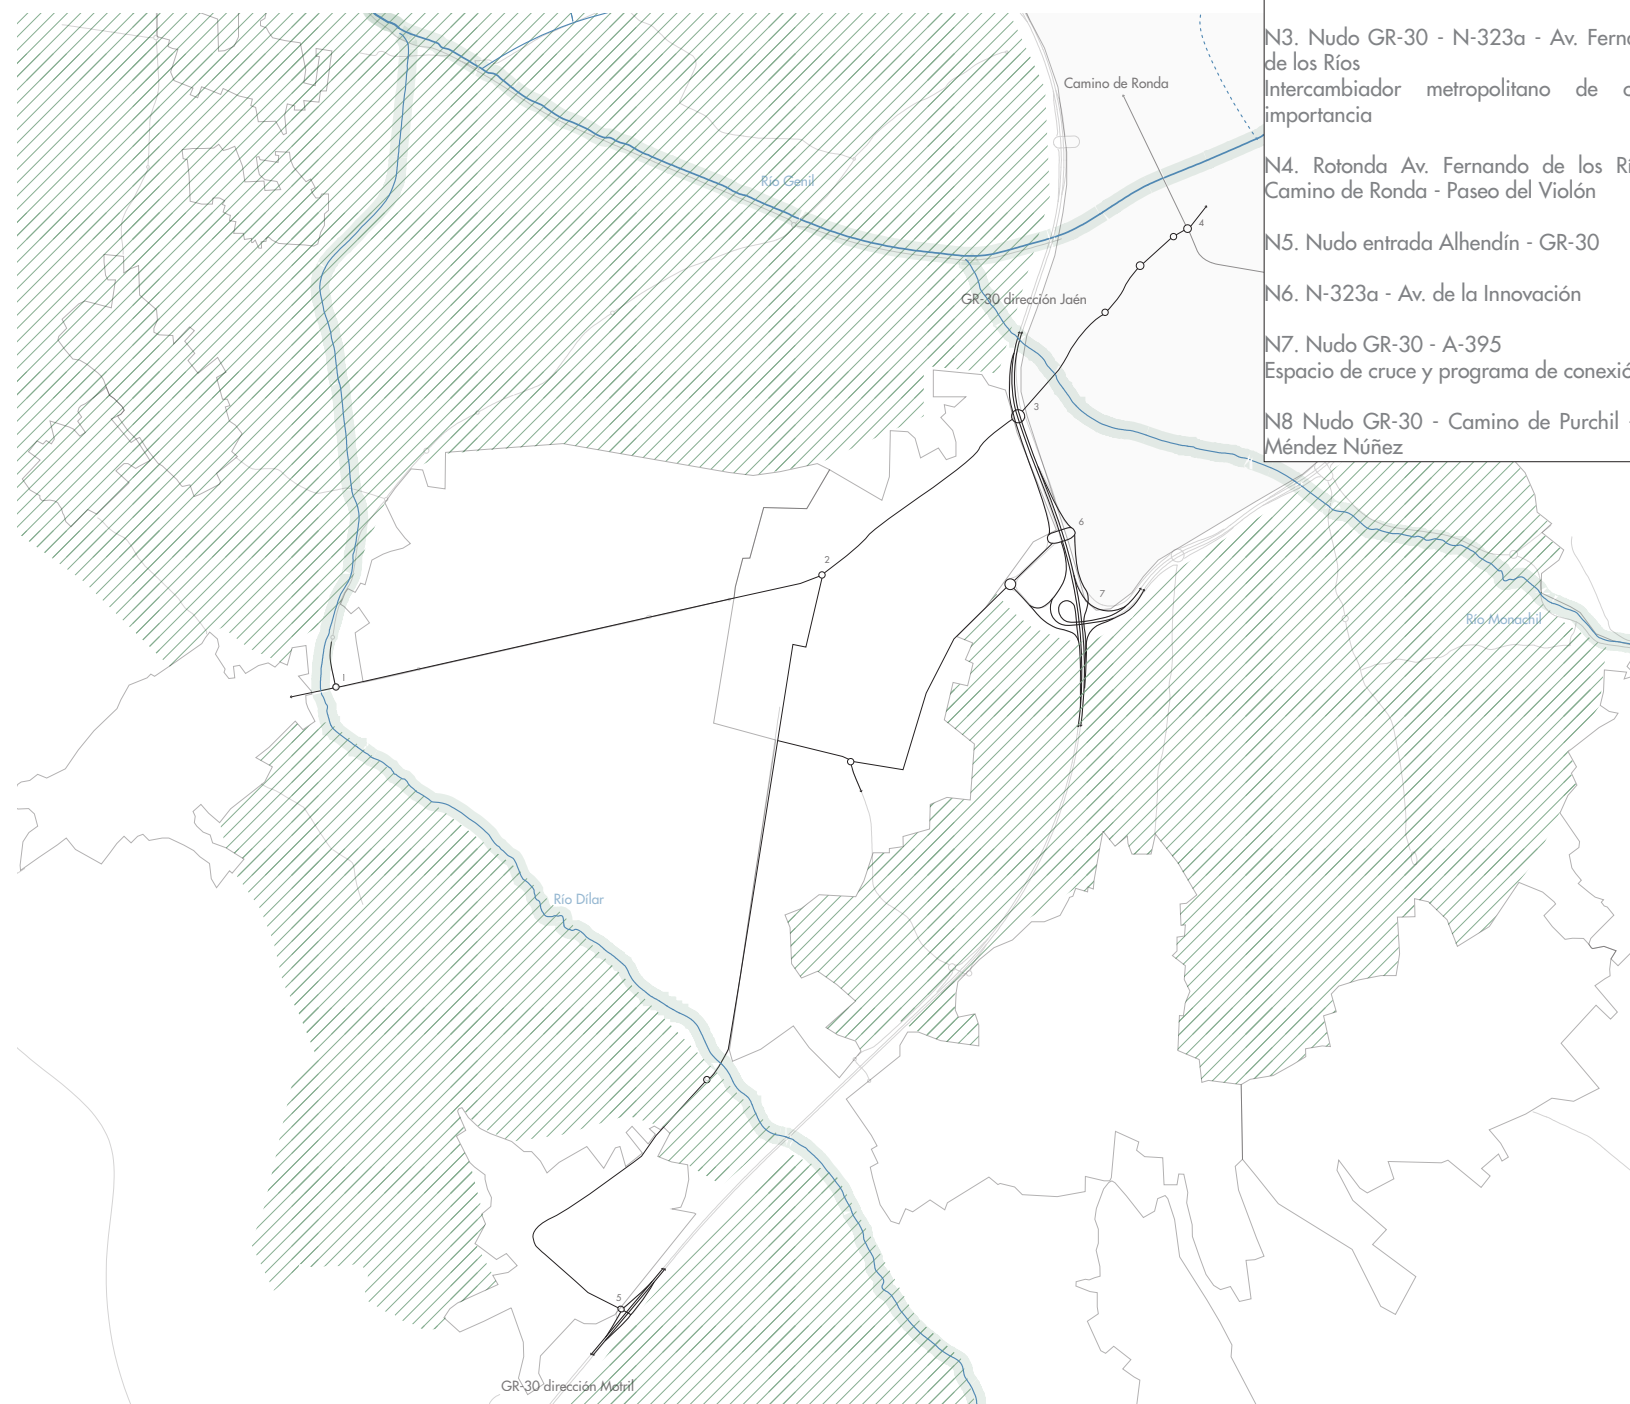 N3. Nudo GR-30 - N-323a - Av.
de los Ríos
Intercambiador metropolitano de
importancia
N4. Rotonda Av. Fernando de los
Camino de Ronda - Paseo del Violón
N5. Nudo entrada Alhendín - GR-30
N6. N-323a - Av. de la Innovación
N7. Nudo GR-30 - A-395
Espacio de cruce y programa de
N8 Nudo GR-30 - Camino de Purchil -
Méndez Núñez
Camino de Ronda
Río Genil
4
GR-30 dirección Jaén
3
6
2
7
Río Monachil
1
Río Dílar
5
GR-30 dirección Motril